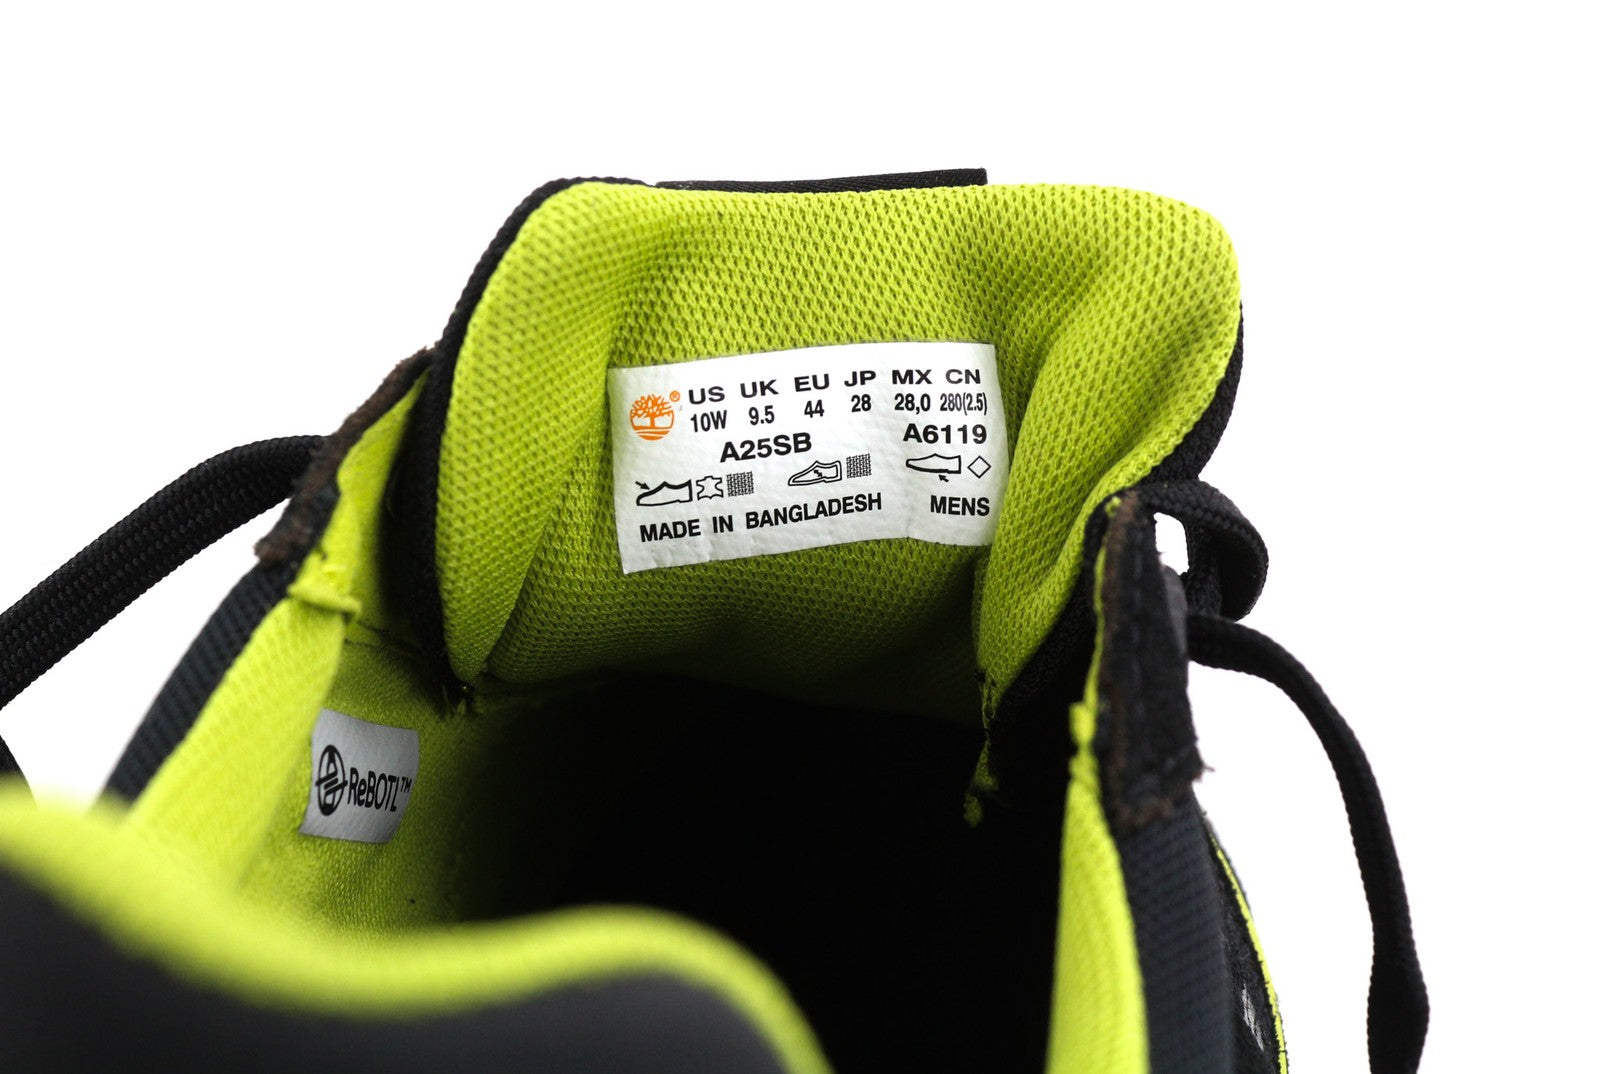 ® US UK EU JP MX CN
10W 9.5 44 28 28,0 280(2.5)
A25SB A6119
MADE IN BANGLADESH MENS
ReBOTL™